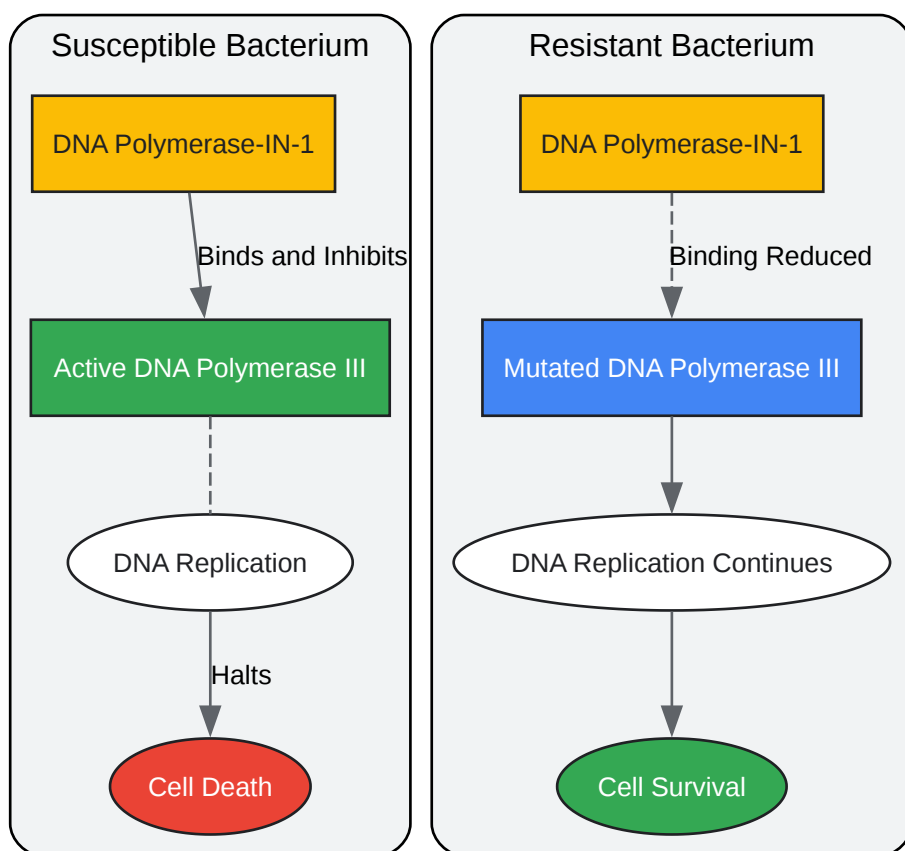 Susceptible Bacterium
DNA Polymerase-IN-1
Binds and Inhibits
Active DNA Polymerase III
DNA Replication
Halts
Cell Death
Resistant Bacterium
DNA Polymerase-IN-1
Binding Reduced
Mutated DNA Polymerase III
DNA Replication Continues
Cell Survival